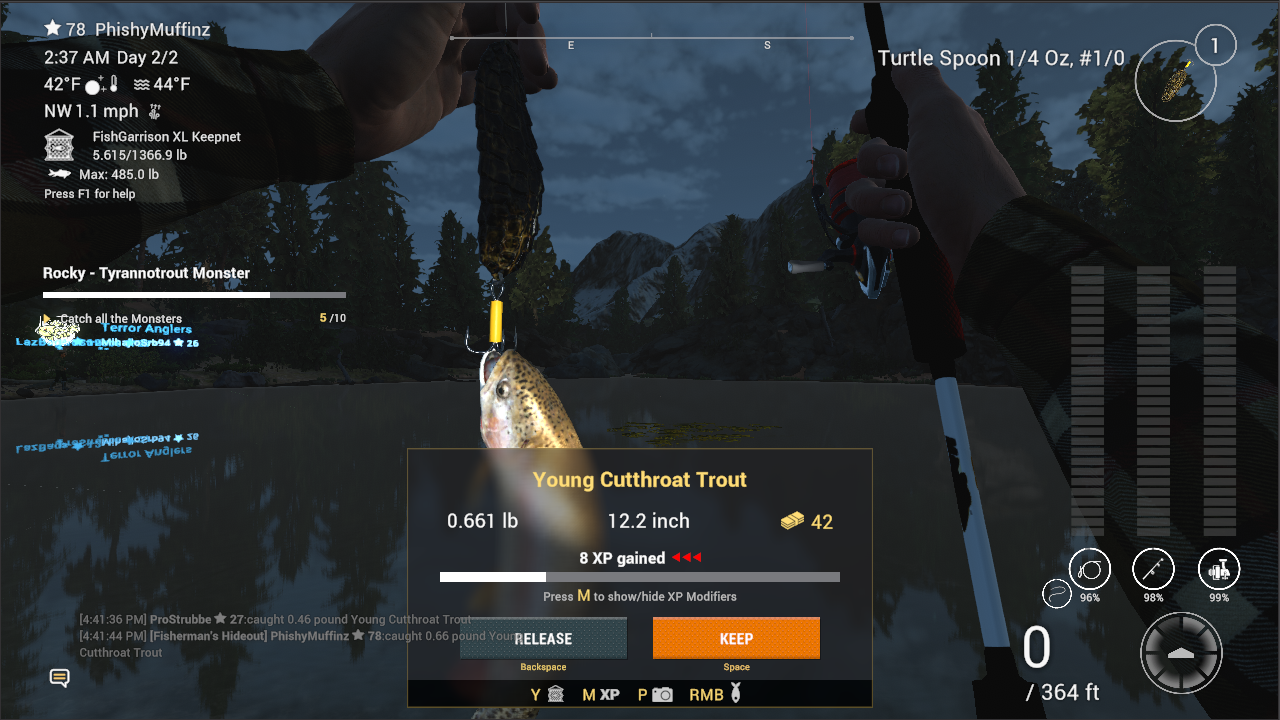 78 PhishyMuffinz
2:37 AM Day 2/2
42°F 44°F
NW 1.1 mph
FishGarrison XL Keepnet
5.615/1366.9 lb
Max: 485.0 lb
Press F1 for help
E S
Turtle Spoon 1/4 Oz, #1/0
1
Rocky - Tyrannotrout Monster
Catch all the Monsters 5 /10
Terror Anglers
26
26
Terror Anglers
Young Cutthroat Trout
0.661 lb 12.2 inch 42
8 XP gained
Press M to show/hide XP Modifiers
RELEASE KEEP
Backspace Space
Y M XP P RMB
[4:41:36 PM] ProStrubbe 27:caught 0.46 pound Young Cutthroat Trout
[4:41:44 PM] [Fisherman's Hideout] PhishyMuffinz 78:caught 0.66 pound Young
Cutthroat Trout
96% 98% 99%
0
/ 364 ft